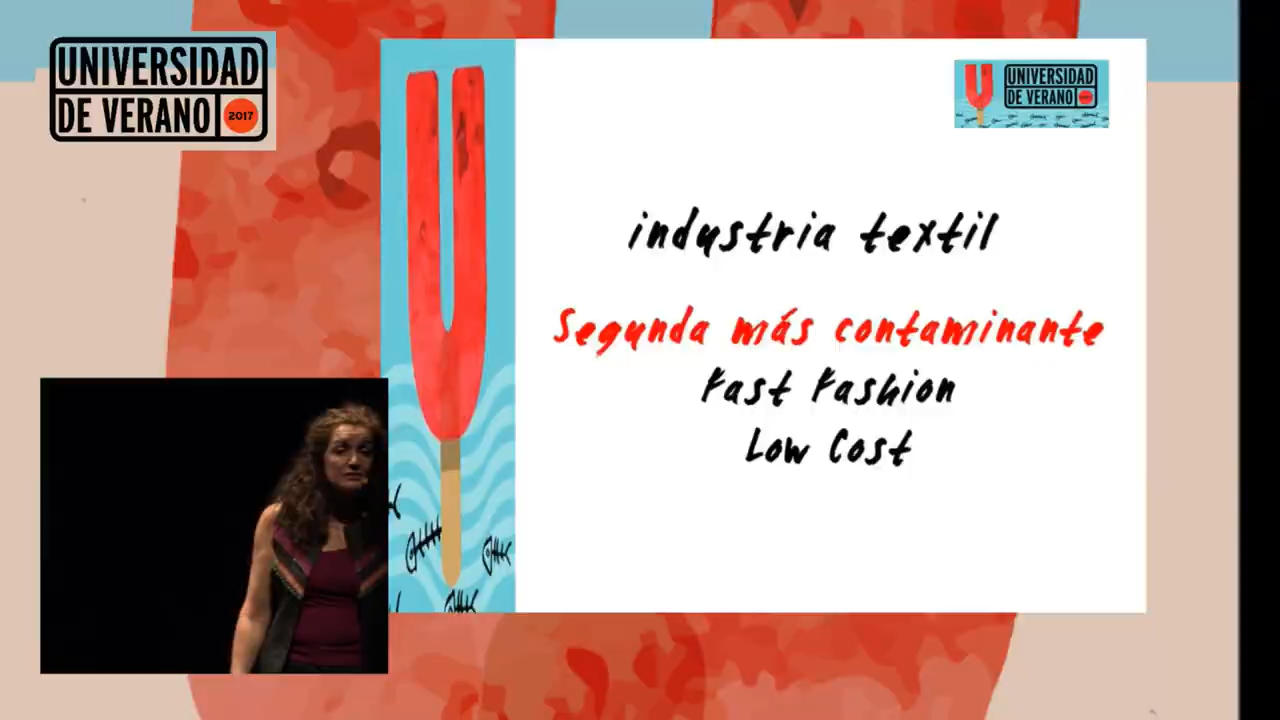 UNIVERSIDAD
DE VERANO 2017
UNIVERSIDAD
DE VERANO
industria textil
Segunda más contaminante
Fast Fashion
Low Cost